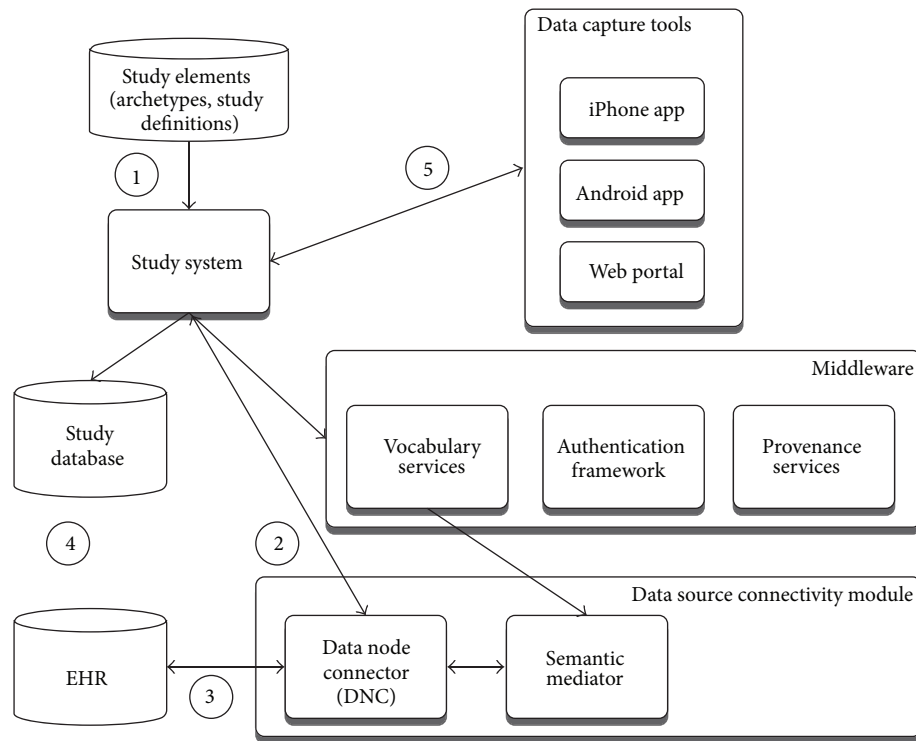 Data capture tools
Study elements
(archetypes, study
definitions)
iPhone app
1
5
Android app
Study system
Web portal
Middleware
Study
database
Vocabulary
services
Authentication
framework
Provenance
services
4
2
Data source connectivity module
EHR
3
Data node
connector
(DNC)
Semantic
mediator